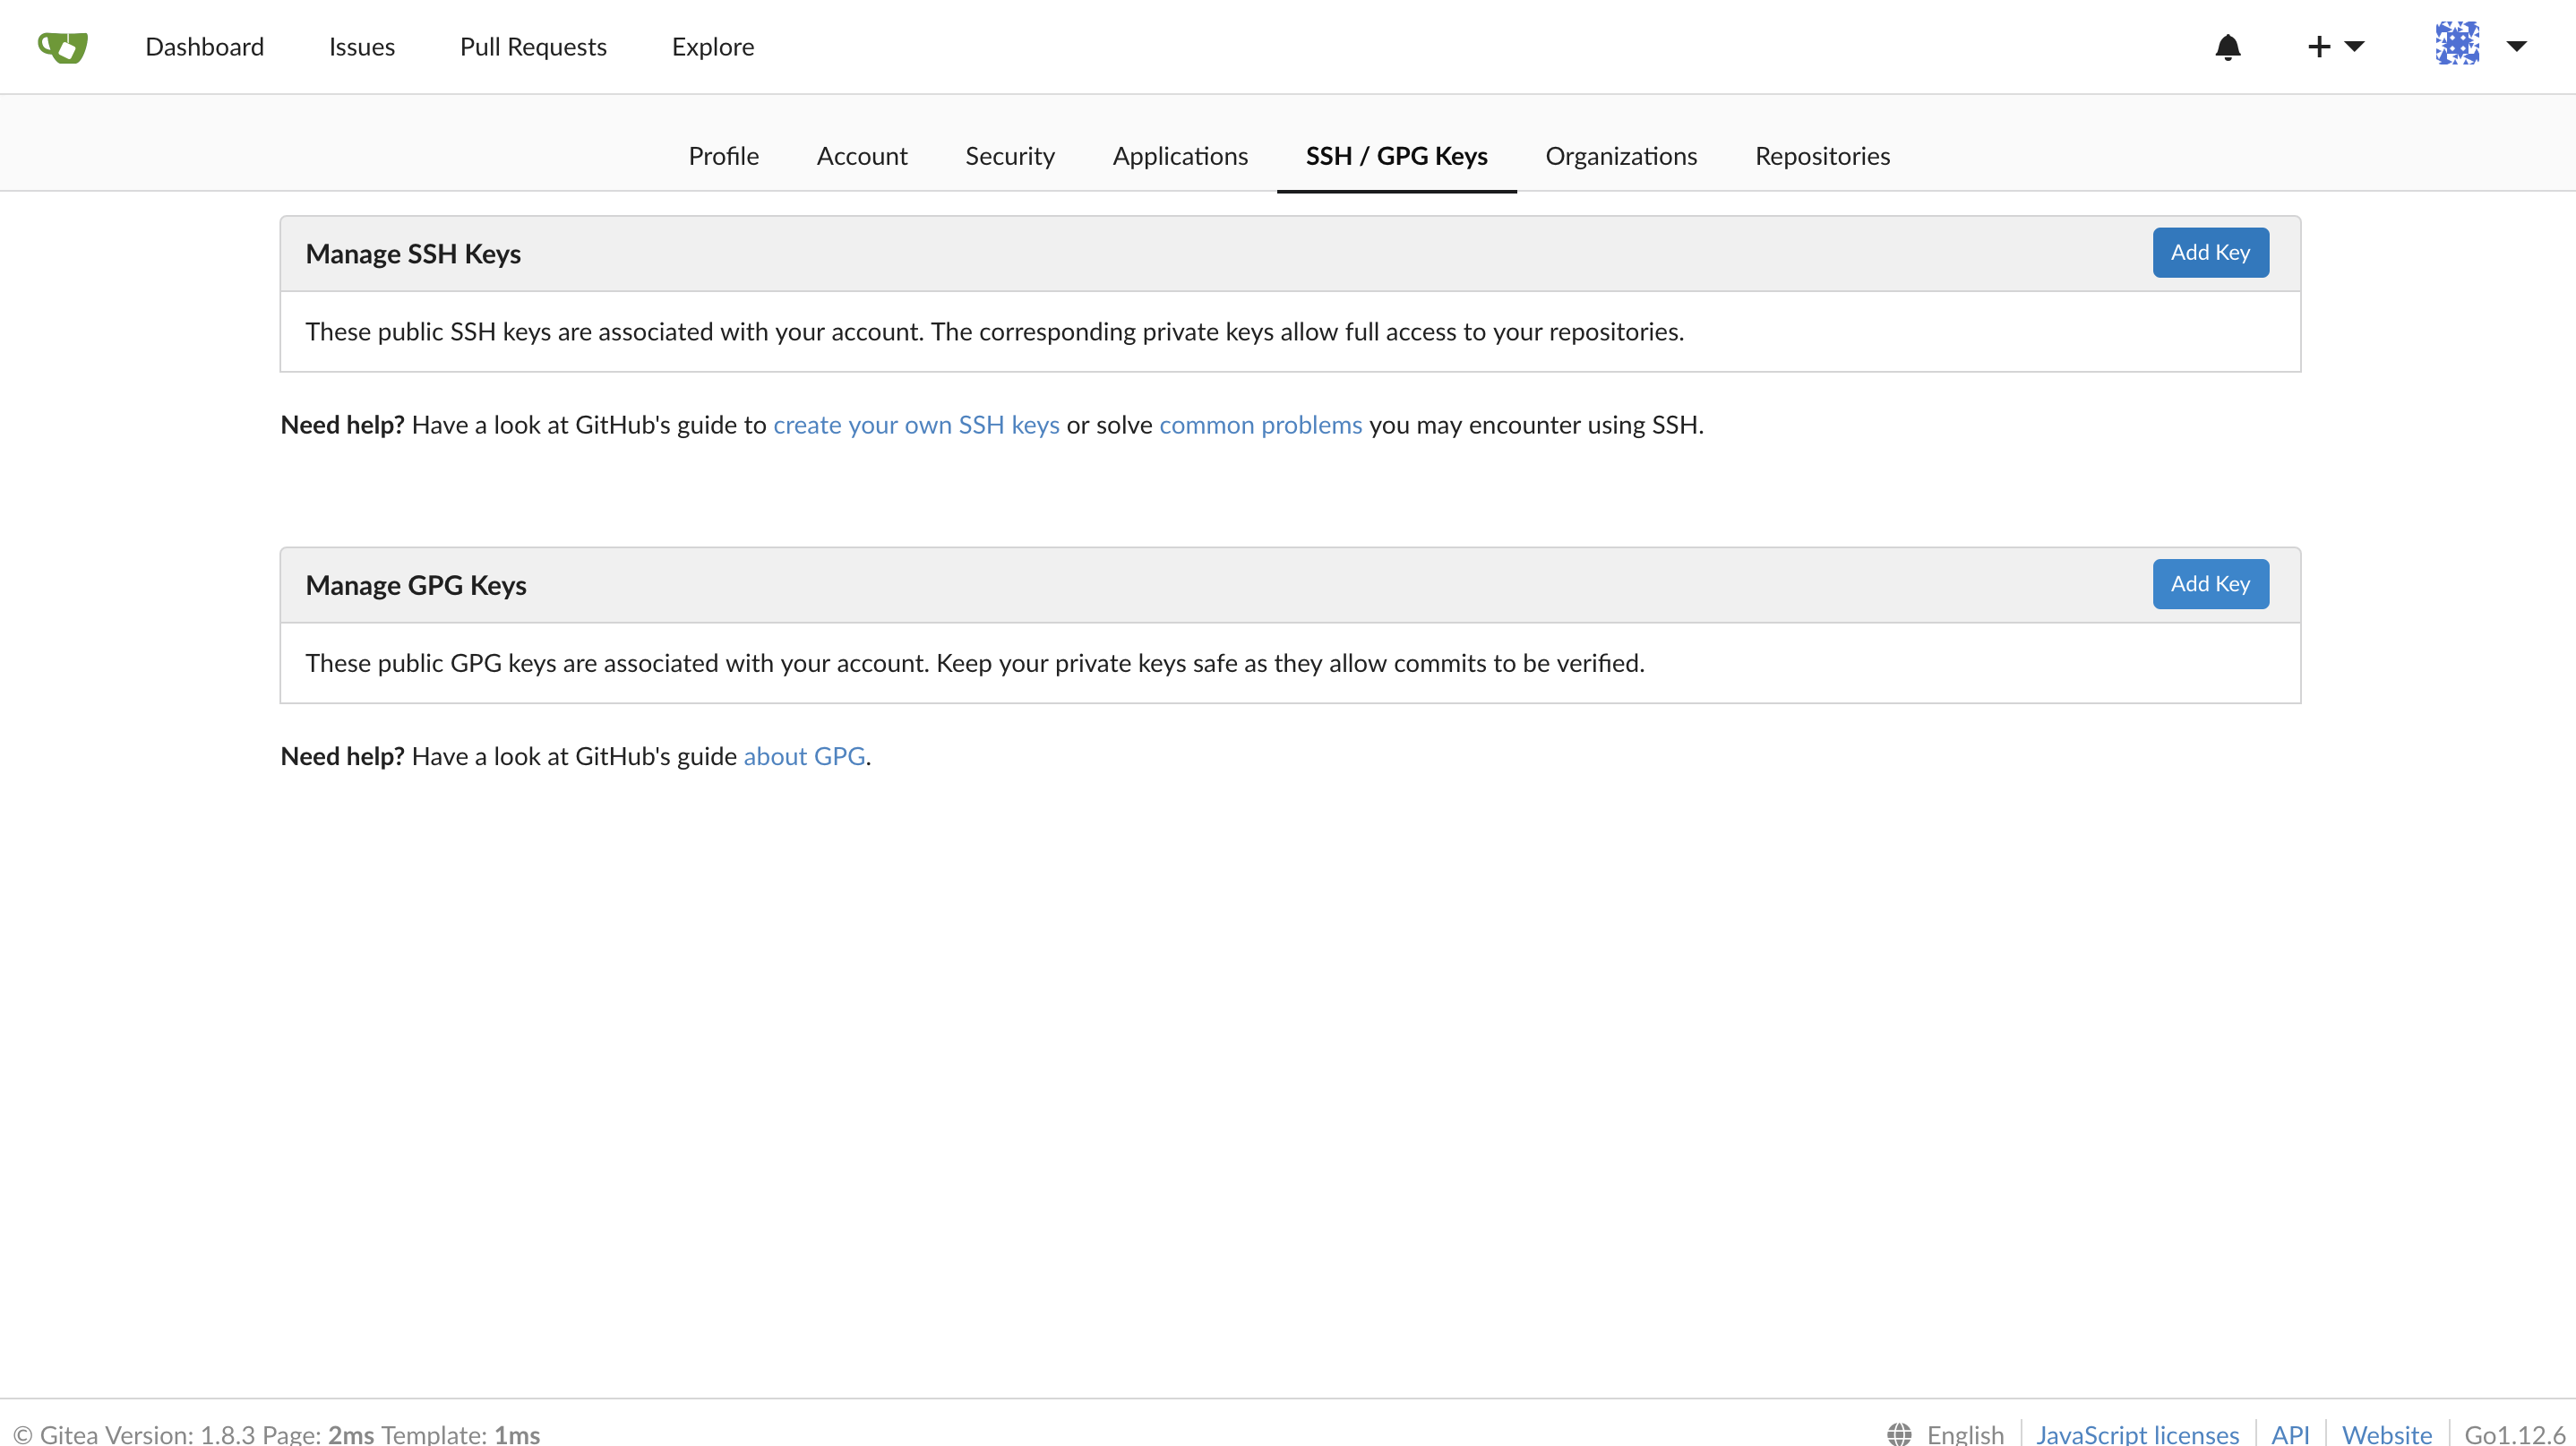 Dashboard Issues Pull Requests Explore
Profile Account Security Applications SSH / GPG Keys Organizations Repositories
Manage SSH Keys Add Key
These public SSH keys are associated with your account. The corresponding private keys allow full access to your repositories.
Need help? Have a look at GitHub's guide to create your own SSH keys or solve common problems you may encounter using SSH.
Manage GPG Keys Add Key
These public GPG keys are associated with your account. Keep your private keys safe as they allow commits to be verified.
Need help? Have a look at GitHub's guide about GPG.
© Gitea Version: 1.8.3 Page: 2ms Template: 1ms English JavaScript licenses API Website Go1.12.6